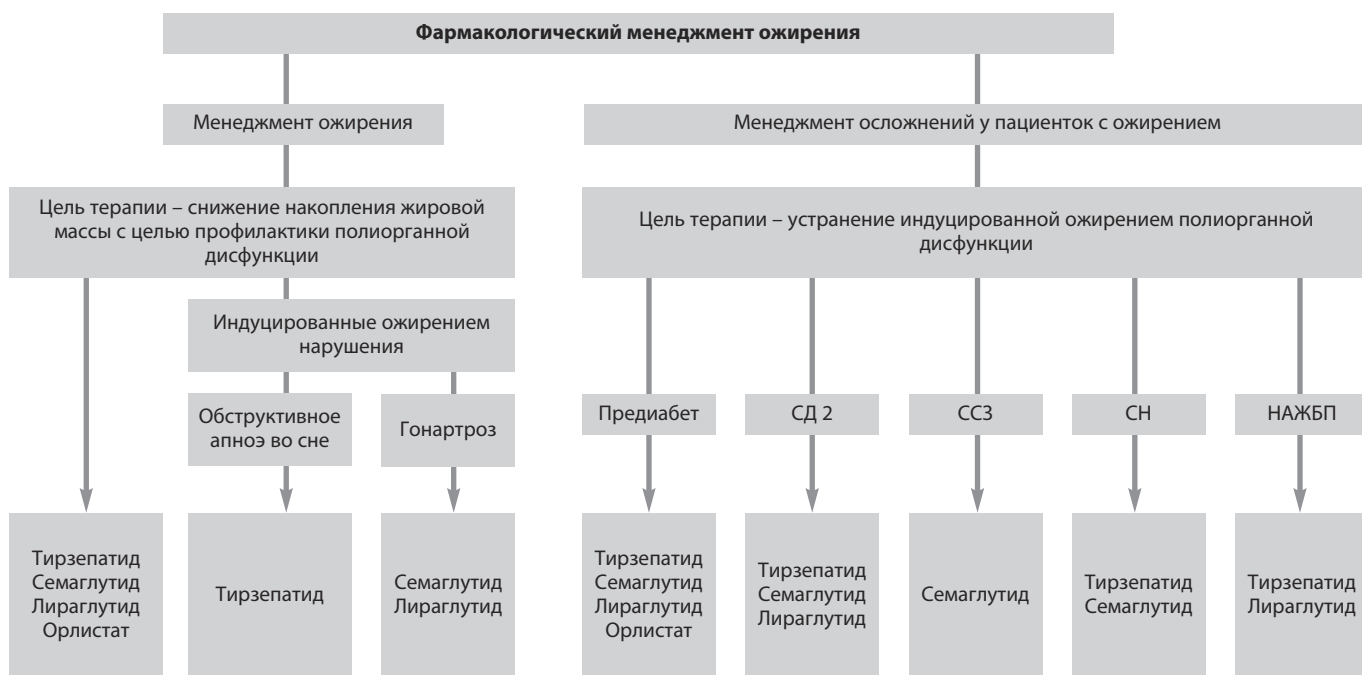 Фармакологический менеджмент ожирения
Менеджмент ожирения
Менеджмент осложнений у пациенток с ожирением
Цель терапии – снижение накопления жировой
массы с целью профилактики полиорганной
дисфункции
Цель терапии – устранение индуцированной ожирением полиорганной
дисфункции
Индуцированные ожирением
нарушения
Обструктивное
апноэ во сне
Гонартроз
Предиабет
СД 2
ССЗ
СН
НАЖБП
Тирзепатид
Семаглутид
Лираглутид
Орлистат
Тирзепатид
Семаглутид
Лираглутид
Тирзепатид
Семаглутид
Лираглутид
Орлистат
Тирзепатид
Семаглутид
Лираглутид
Семаглутид
Тирзепатид
Семаглутид
Тирзепатид
Лираглутид